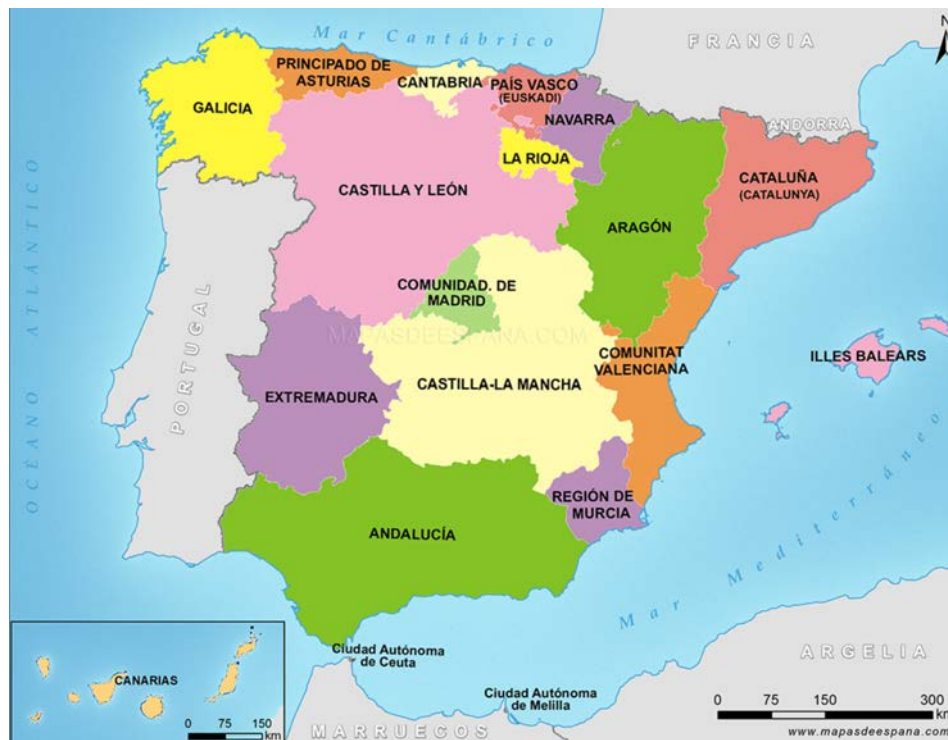 Mar Cantábrico
FRANCIA
N
PRINCIPADO DE
ASTURIAS
CANTABRIA
PAÍS VASCO
(EUSKADI)
NAVARRA
GALICIA
LA RIOJA
ANDORRA
CATALUÑA
(CATALUNYA)
CASTILLA Y LEÓN
ARAGÓN
OCÉANO ATLÁNTICO
PORTUGAL
COMUNIDAD. DE
MADRID
MAPASDEESPANA.COM
COMUNITAT
VALENCIANA
ILLES BALEARS
CASTILLA-LA MANCHA
EXTREMADURA
REGIÓN DE
MURCIA
ANDALUCÍA
Mar Mediterráneo
Ciudad Autónoma
de Ceuta
Ciudad Autónoma
de Melilla
ARGELIA
MARRUECOS
CANARIAS
0 75 150
km
0 75 150 300
km
www.mapasdeespana.com